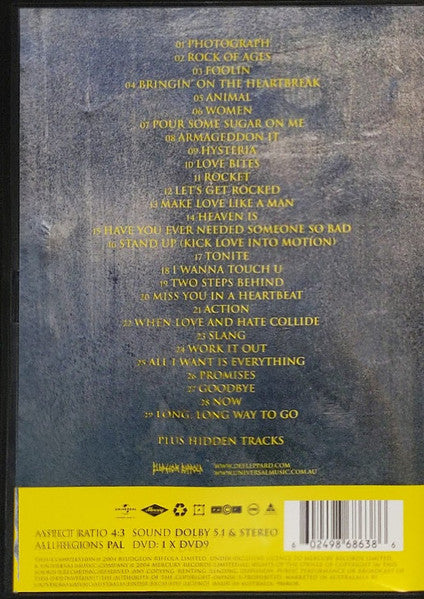 01 PHOTOGRAPH
02 ROCK OF AGES
03 FOOLIN'
04 BRINGIN' ON THE HEARTBREAK
05 ANIMAL
06 WOMEN
07 POUR SOME SUGAR ON ME
08 ARMAGEDDON IT
09 HYSTERIA
10 LOVE BITES
11 ROCKET
12 LET'S GET ROCKED
13 MAKE LOVE LIKE A MAN
14 HEAVEN IS
15 HAVE YOU EVER NEEDED SOMEONE SO BAD
16 STAND UP (KICK LOVE INTO MOTION)
17 TONITE
18 I WANNA TOUCH U
19 TWO STEPS BEHIND
20 MISS YOU IN A HEARTBEAT
21 ACTION
22 WHEN LOVE AND HATE COLLIDE
23 SLANG
24 WORK IT OUT
25 ALL I WANT IS EVERYTHING
26 PROMISES
27 GOODBYE
28 NOW
29 LONG, LONG WAY TO GO
PLUS HIDDEN TRACKS
BLUDGEON RIFFOLA
WWW.DEFLEPPARD.COM
WWW.UNIVERSALMUSIC.COM.AU
ASPECT RATIO 4:3 SOUND DOLBY 5.1 & STEREO
ALL REGIONS PAL DVD: 1 X DVD9
6 02498 68638 6